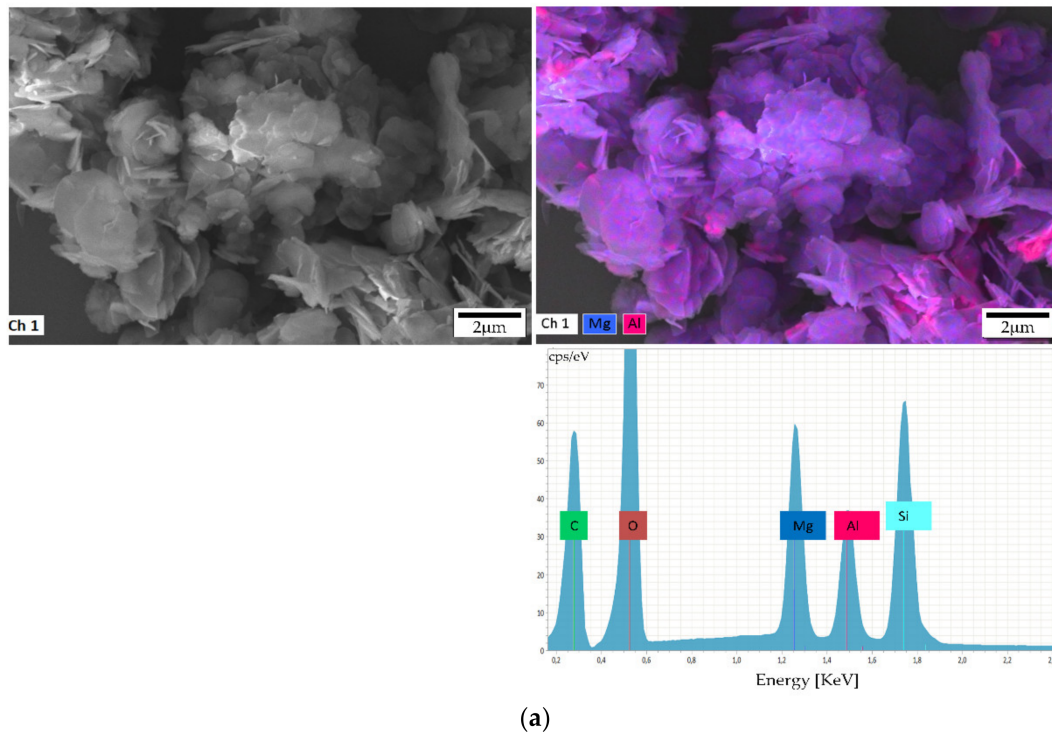 Ch 1
2µm
Ch 1 Mg Al
2µm
cps/eV
70
60
50
40
30
20
10
0
C
O
Mg
Al
Si
0,2 0,4 0,6 0,8 1,0 1,2 1,4 1,6 1,8 2,0 2,2
Energy [KeV]
(a)